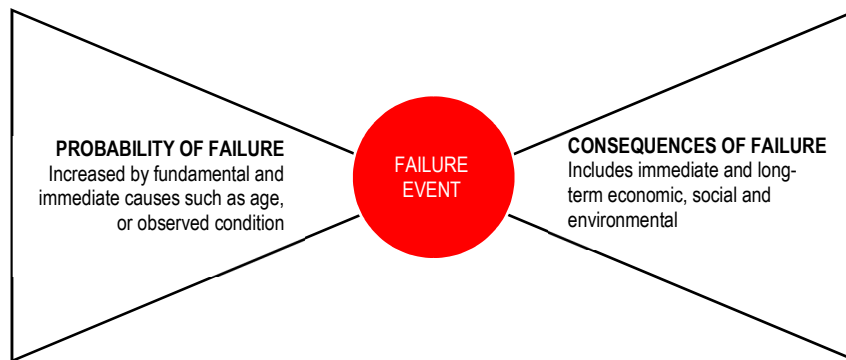 PROBABILITY OF FAILURE
Increased by fundamental and
immediate causes such as age,
or observed condition
FAILURE
EVENT
CONSEQUENCES OF FAILURE
Includes immediate and long-
term economic, social and
environmental